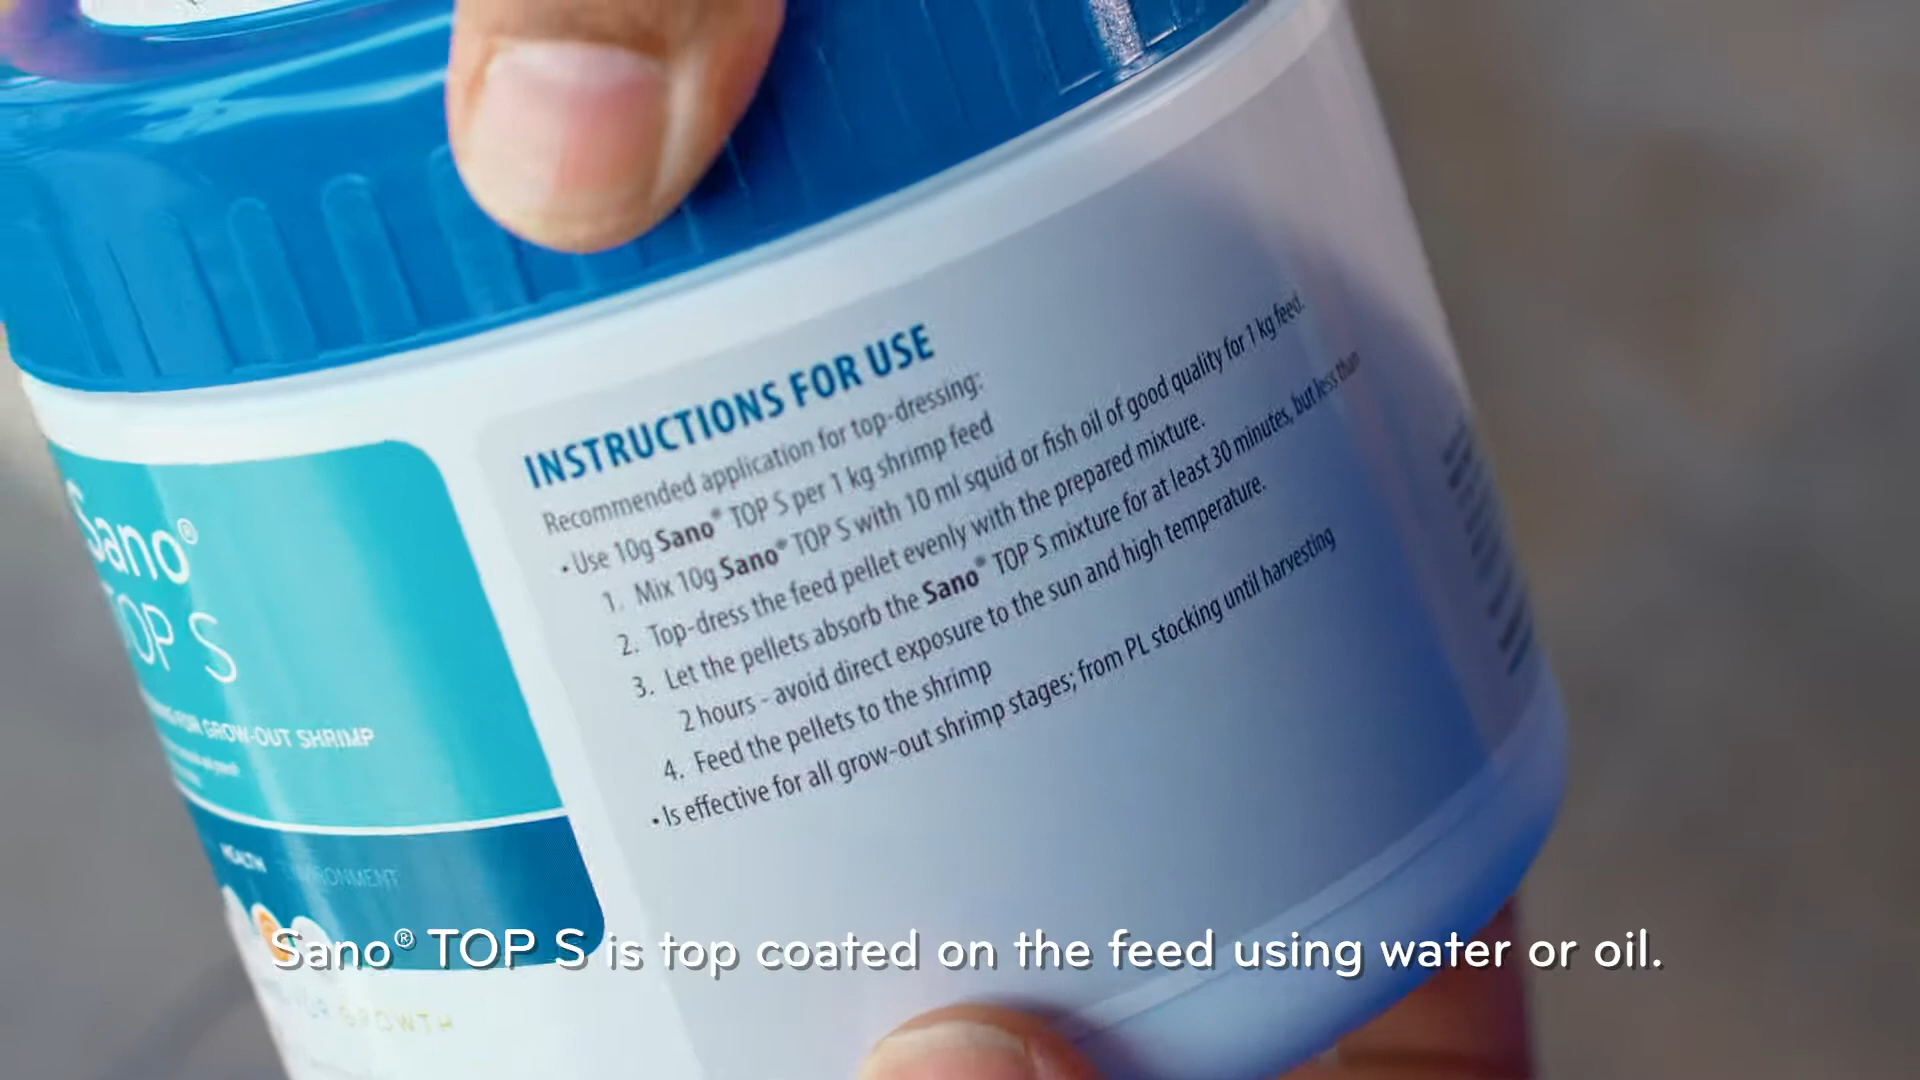 Sano®
TOP S
FOR GROW-OUT SHRIMP
HEALTH
GROWTH
INSTRUCTIONS FOR USE
Recommended application for top-dressing:
• Use 10g Sano® TOP S per 1 kg shrimp feed
1. Mix 10g Sano® TOP S with 10 ml squid or fish oil of good quality for 1 kg feed.
2. Top-dress the feed pellet evenly with the prepared mixture.
3. Let the pellets absorb the Sano® TOP S mixture for at least 30 minutes, but less than
2 hours - avoid direct exposure to the sun and high temperature.
4. Feed the pellets to the shrimp
• Is effective for all grow-out shrimp stages; from PL stocking until harvesting
Sano® TOP S is top coated on the feed using water or oil.